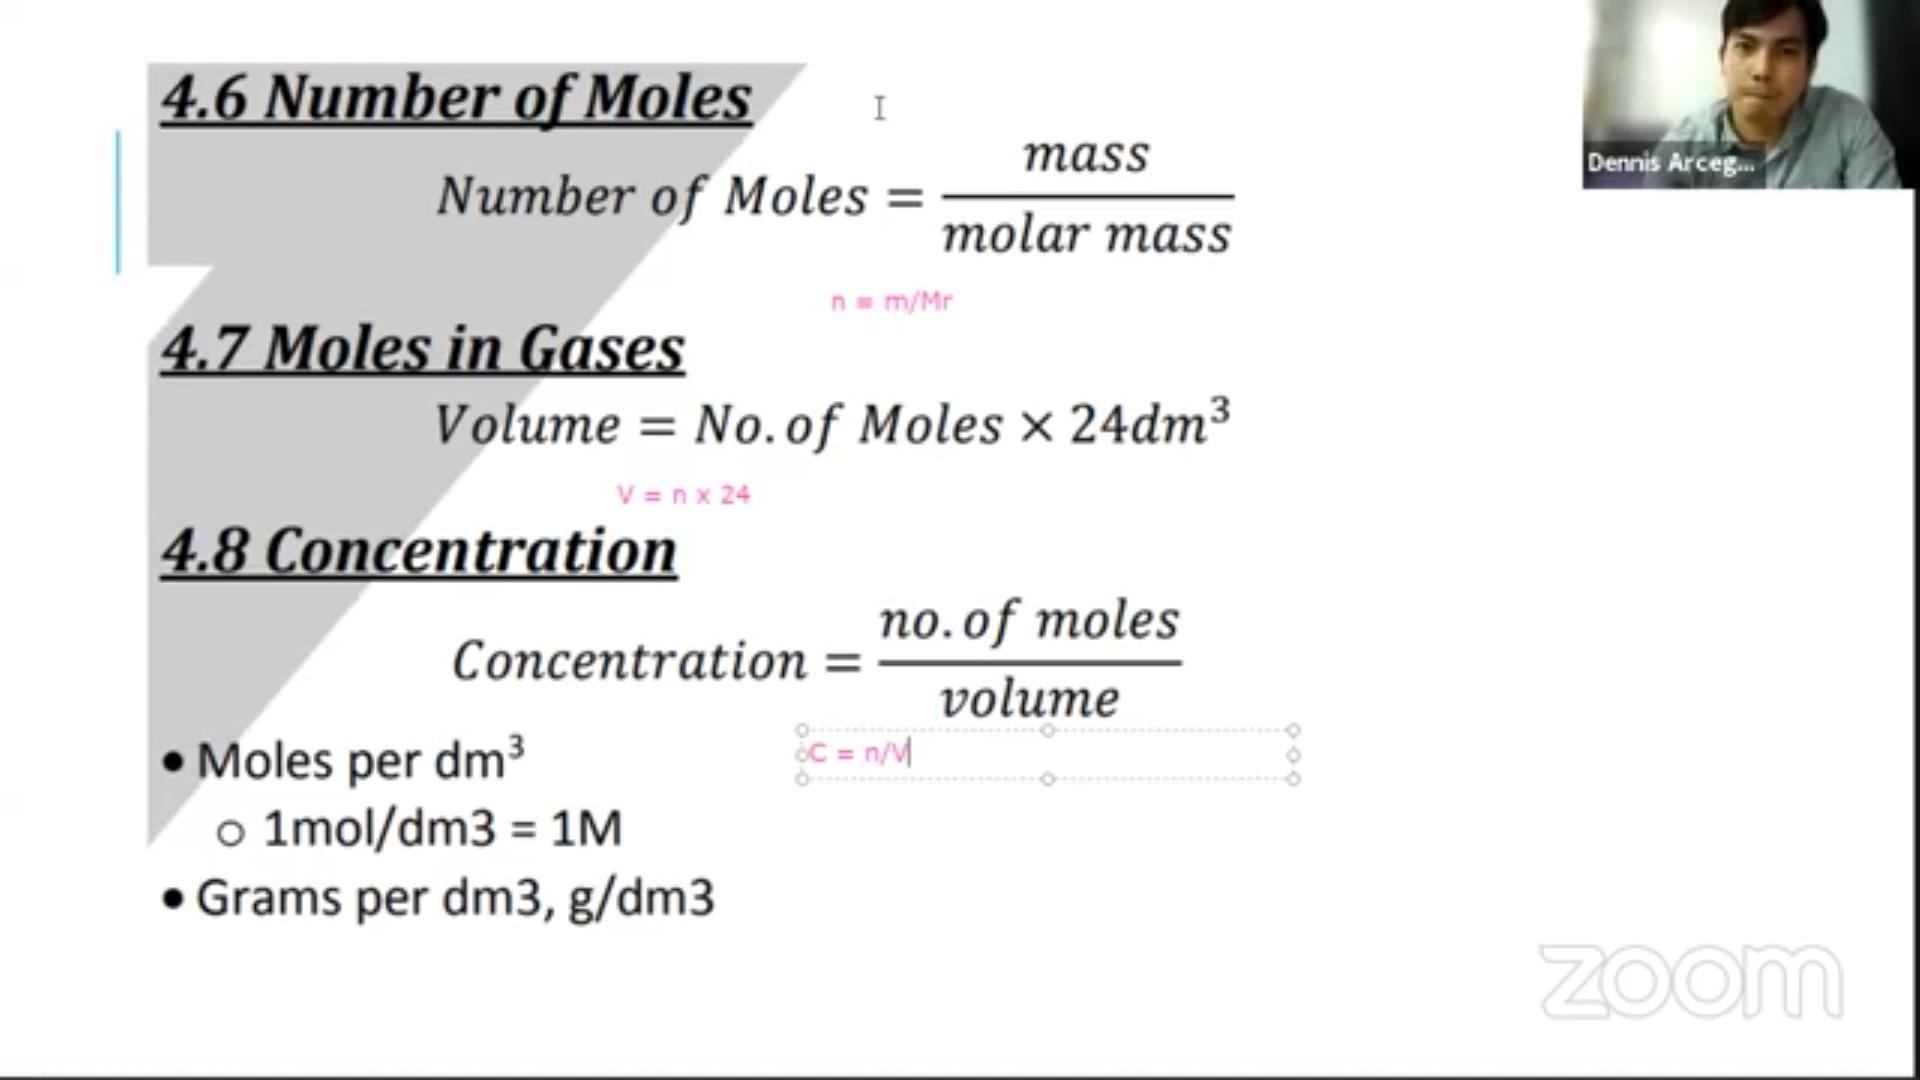 4.6 Number of Moles
Number of Moles = mass / molar mass
n = m/Mr
4.7 Moles in Gases
Volume = No. of Moles × 24dm³
V = n x 24
4.8 Concentration
Concentration = no. of moles / volume
C = n/V
• Moles per dm³
o 1mol/dm3 = 1M
• Grams per dm3, g/dm3
Dennis Arceg...
zoom